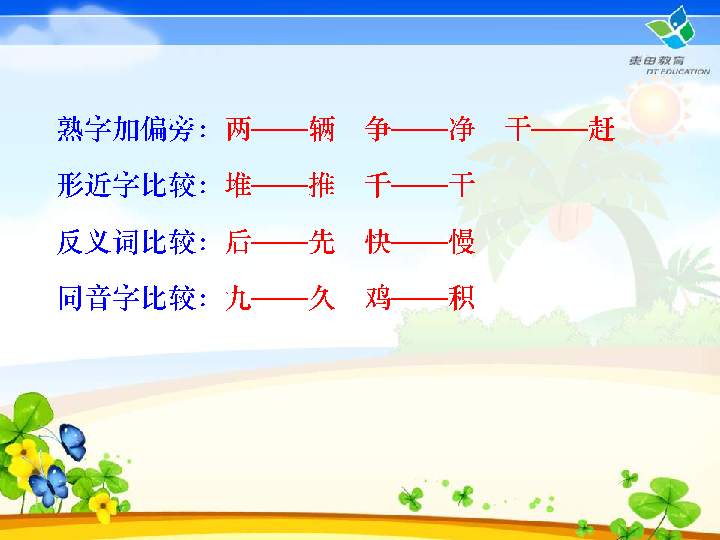 東田教育
DT EDUCATION
熟字加偏旁：两——辆 争——净 干——赶
形近字比较：堆——推 千——干
反义词比较：后——先 快——慢
同音字比较：九——久 鸡——积